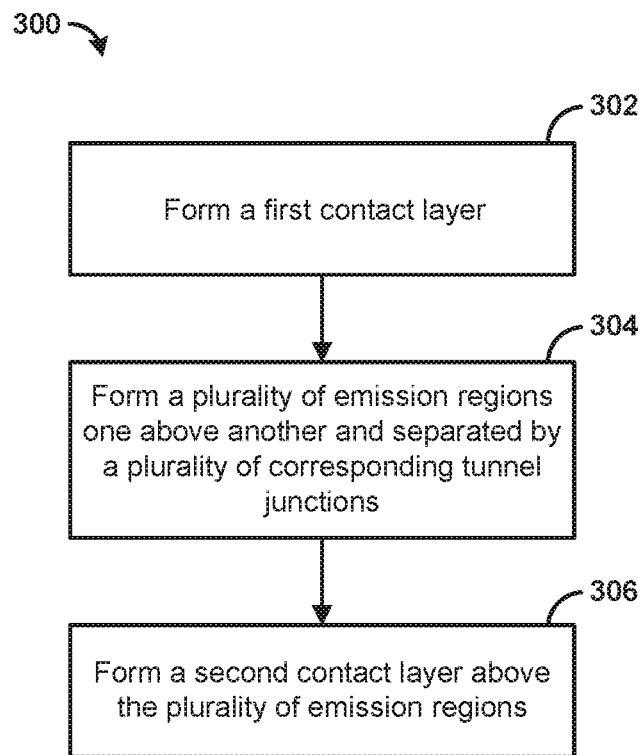 300
302
Form a first contact layer
304
Form a plurality of emission regions
one above another and separated by
a plurality of corresponding tunnel
junctions
306
Form a second contact layer above
the plurality of emission regions